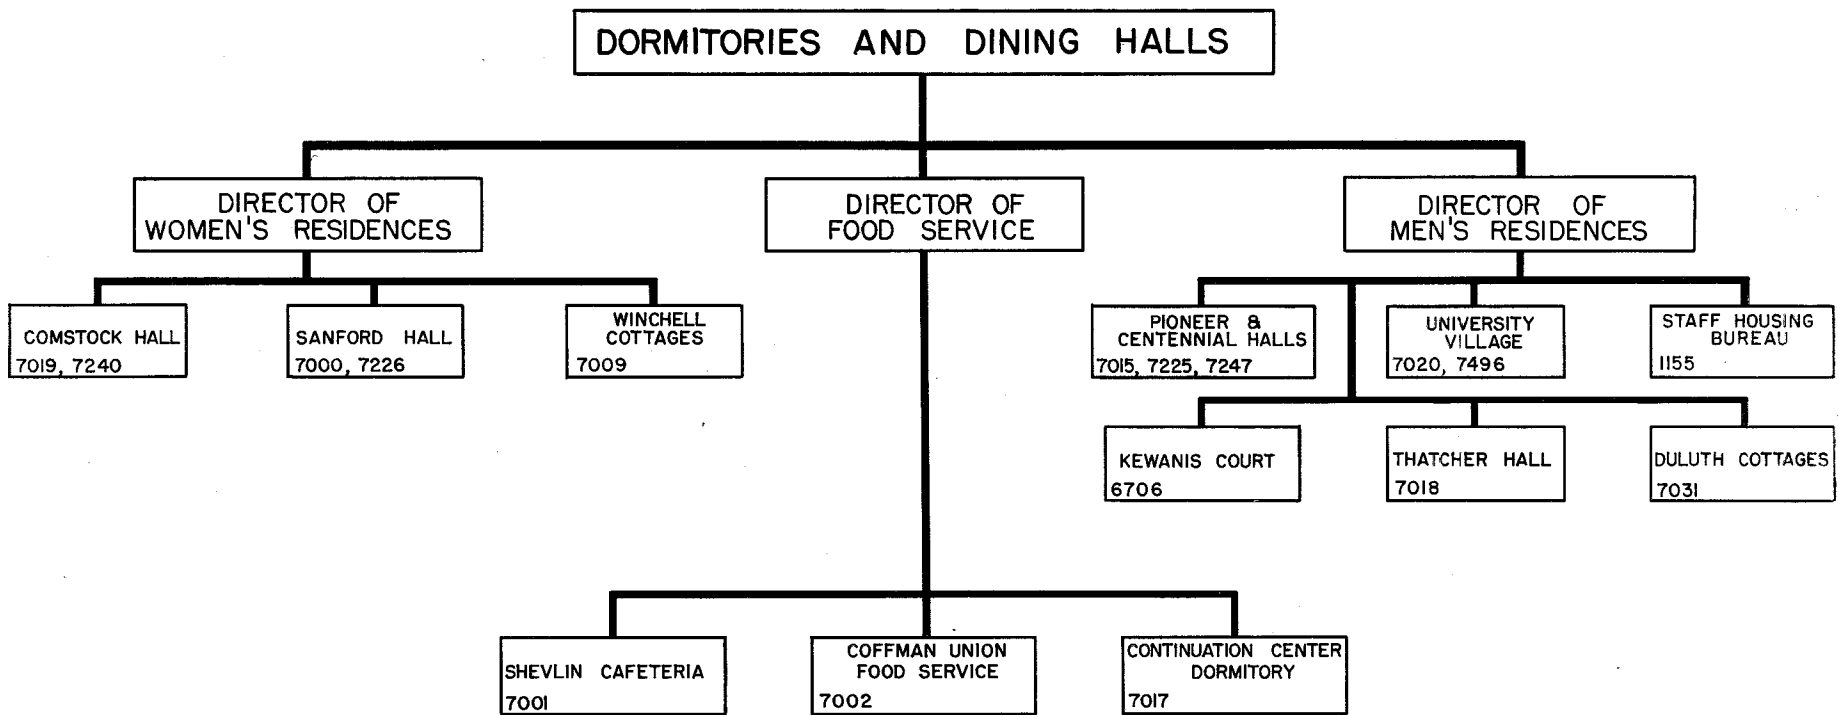 DORMITORIES AND DINING HALLS
DIRECTOR OF
WOMEN'S RESIDENCES
DIRECTOR OF
FOOD SERVICE
DIRECTOR OF
MEN'S RESIDENCES
COMSTOCK HALL
7019, 7240
SANFORD HALL
7000, 7226
WINCHELL
COTTAGES
7009
PIONEER &
CENTENNIAL HALLS
7015, 7225, 7247
UNIVERSITY
VILLAGE
7020, 7496
STAFF HOUSING
BUREAU
1155
KEWANIS COURT
6706
THATCHER HALL
7018
DULUTH COTTAGES
7031
SHEVLIN CAFETERIA
7001
COFFMAN UNION
FOOD SERVICE
7002
CONTINUATION CENTER
DORMITORY
7017